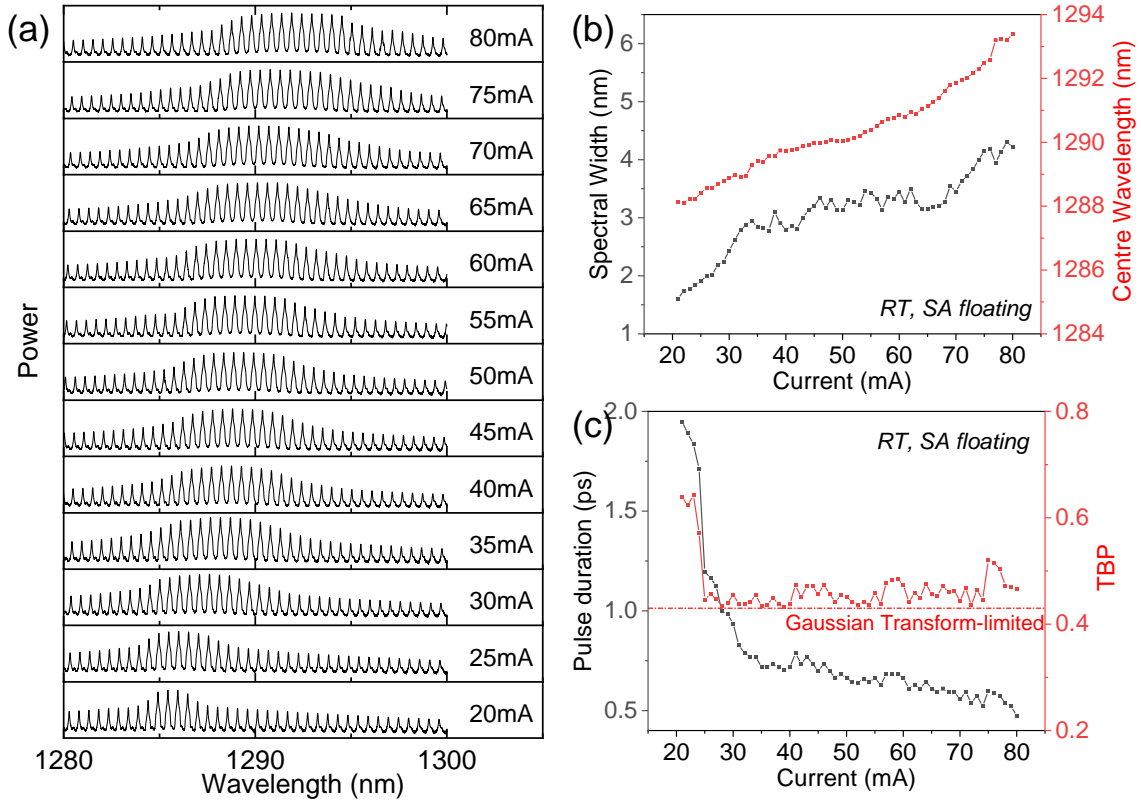 (a)
80mA
75mA
70mA
65mA
60mA
55mA
50mA
45mA
40mA
35mA
30mA
25mA
20mA
Power
1280 1290 1300
Wavelength (nm)
(b)
6
5
4
3
2
1
Spectral Width (nm)
1294
1292
1290
1288
1286
1284
Centre Wavelength (nm)
RT, SA floating
20 30 40 50 60 70 80
Current (mA)
(c)
2.0
1.5
1.0
0.5
Pulse duration (ps)
0.8
0.6
0.4
0.2
TBP
RT, SA floating
Gaussian Transform-limited
20 30 40 50 60 70 80
Current (mA)